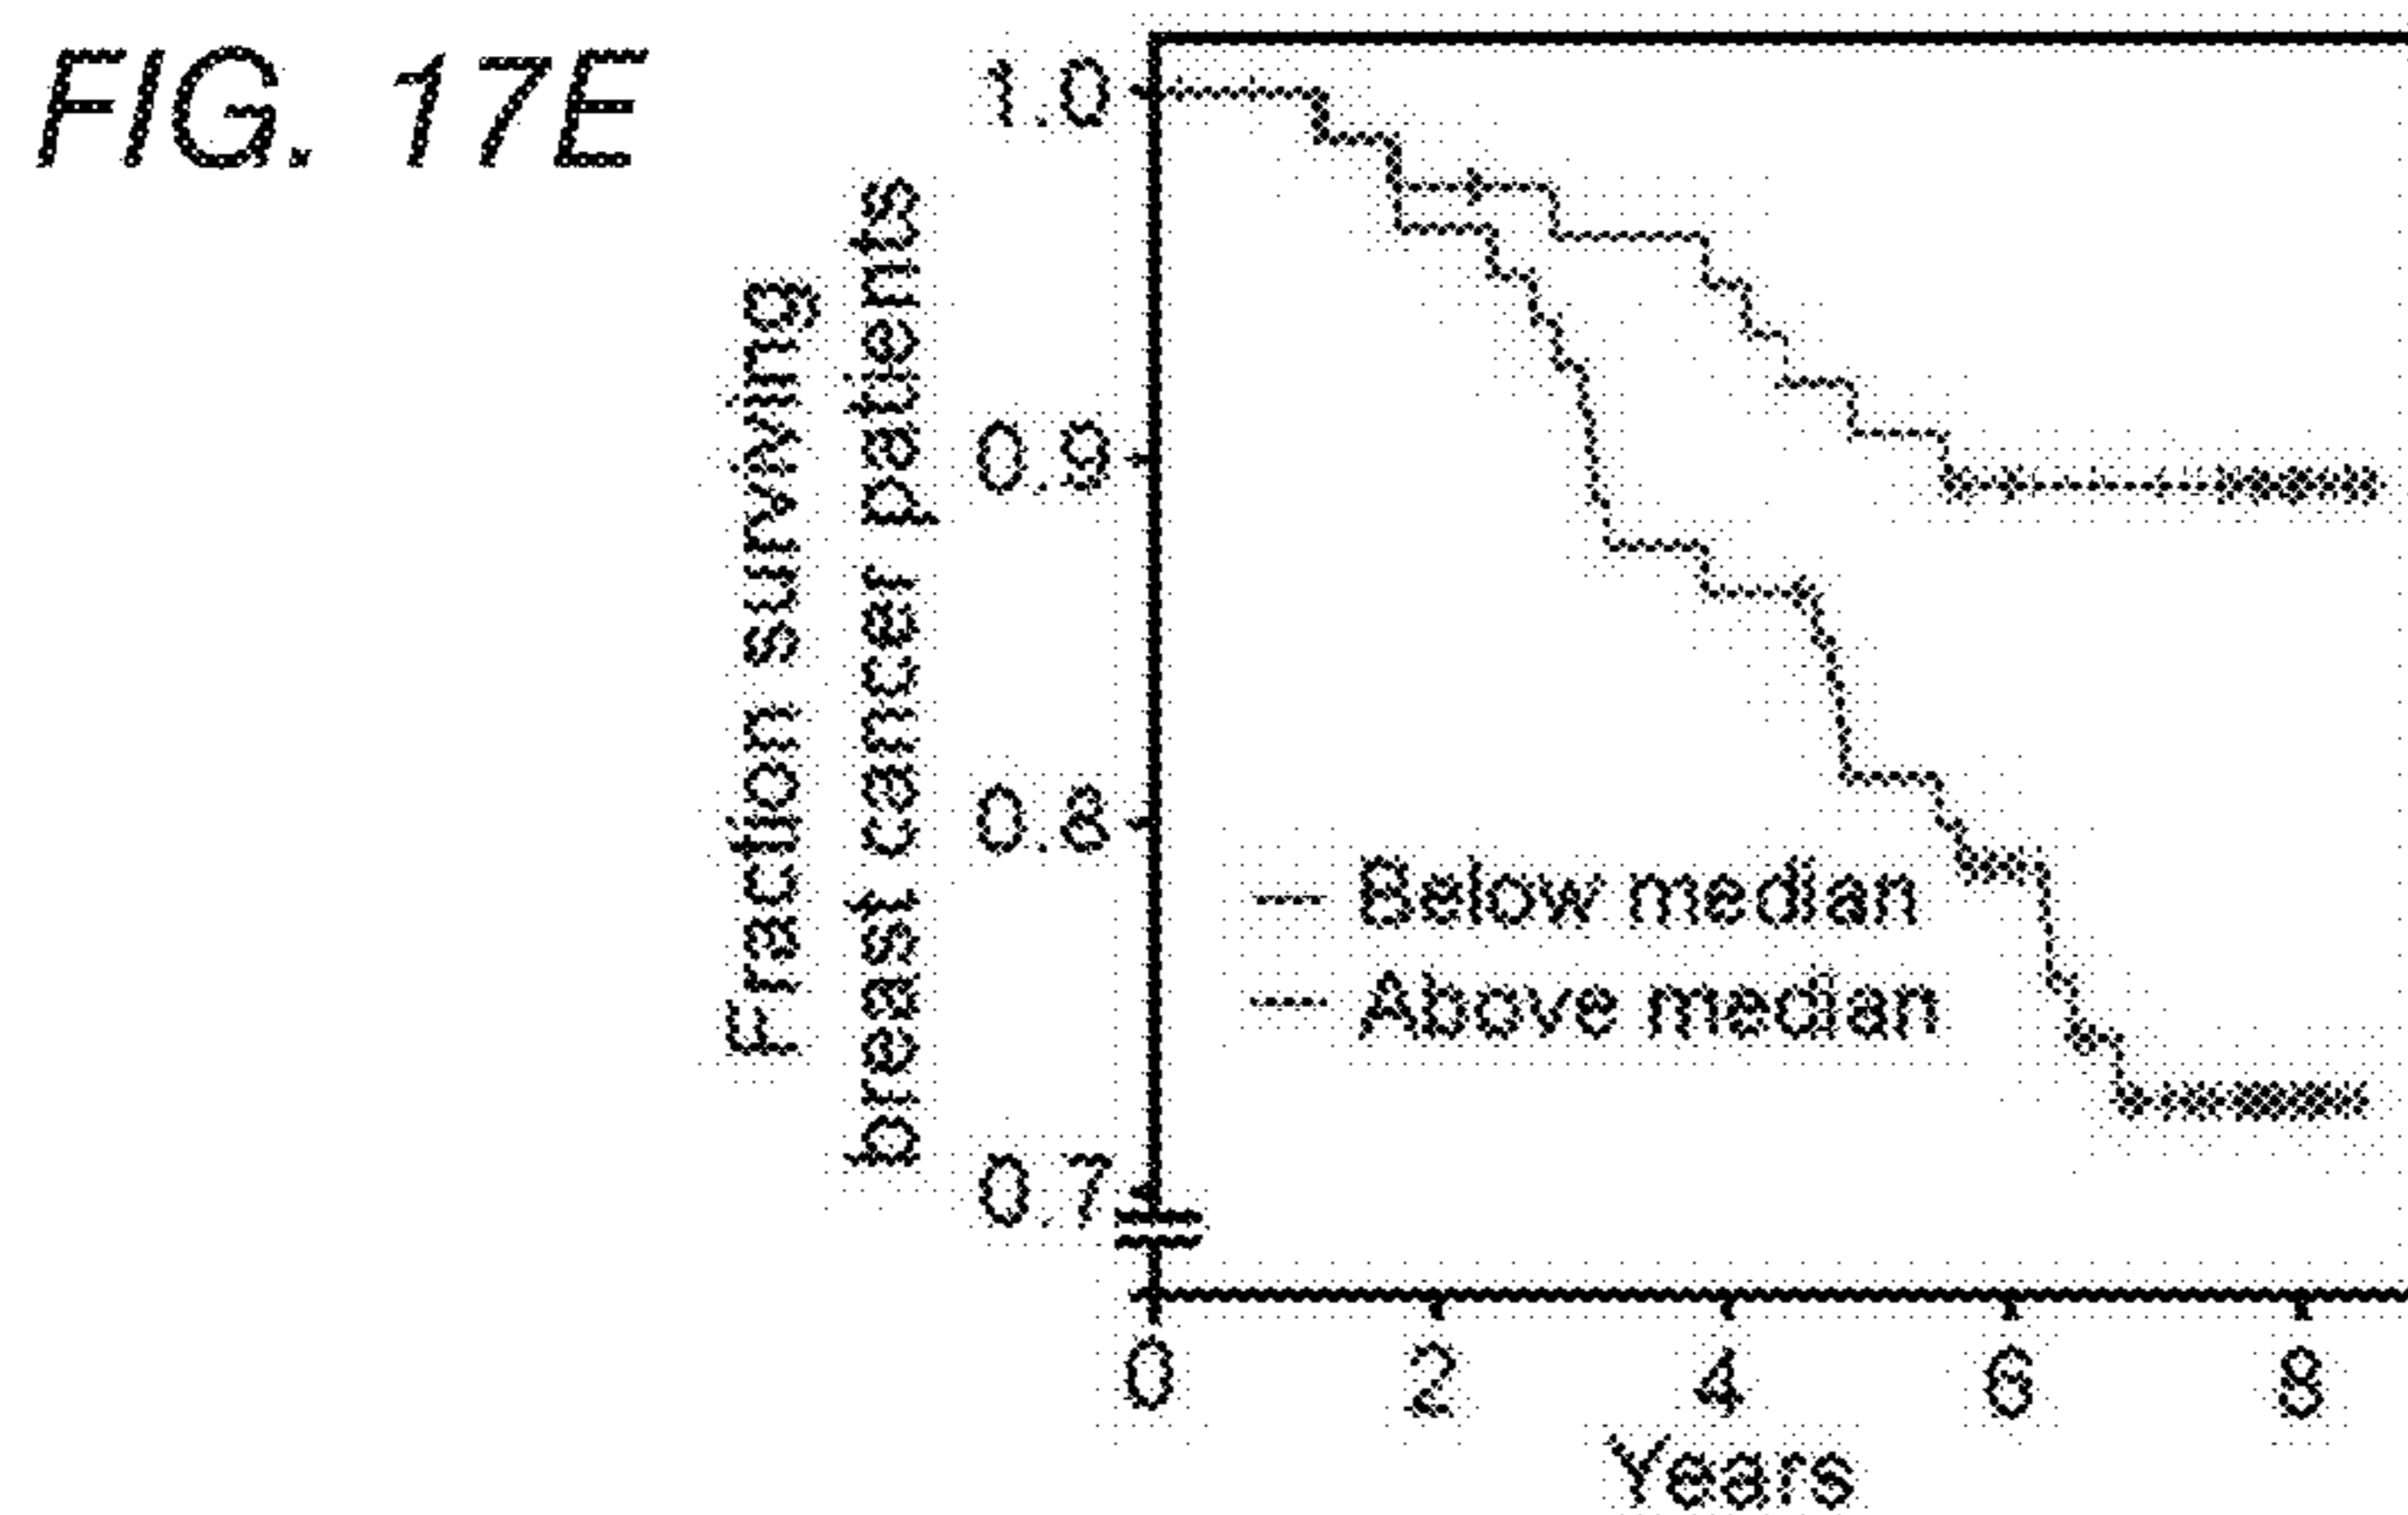 FIG. 17E
Fraction surviving
breast cancer patients
1.0
0.9
0.8
0.7
Below median
Above median
0 2 4 6 8
Years